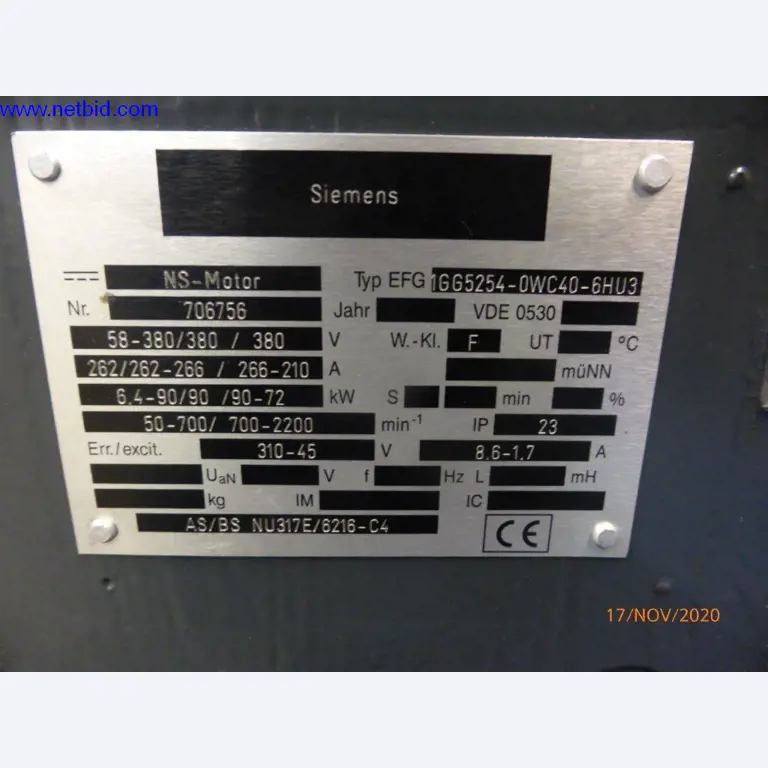 www.netbid.com
Siemens
NS-Motor Typ EFG 1GG5254-0WC40-6HU3
Nr. 706756 Jahr VDE 0530
58-380/380 / 380 V W.-Kl. F UT °C
262/262-266 / 266-210 A müNN
6.4-90/90 /90-72 kW S min %
50-700/ 700-2200 min⁻¹ IP 23
Err./excit. 310-45 V 8.6-1.7 A
UaN V f Hz L mH
kg IM IC
AS/BS NU317E/6216-C4 CE
17/NOV/2020